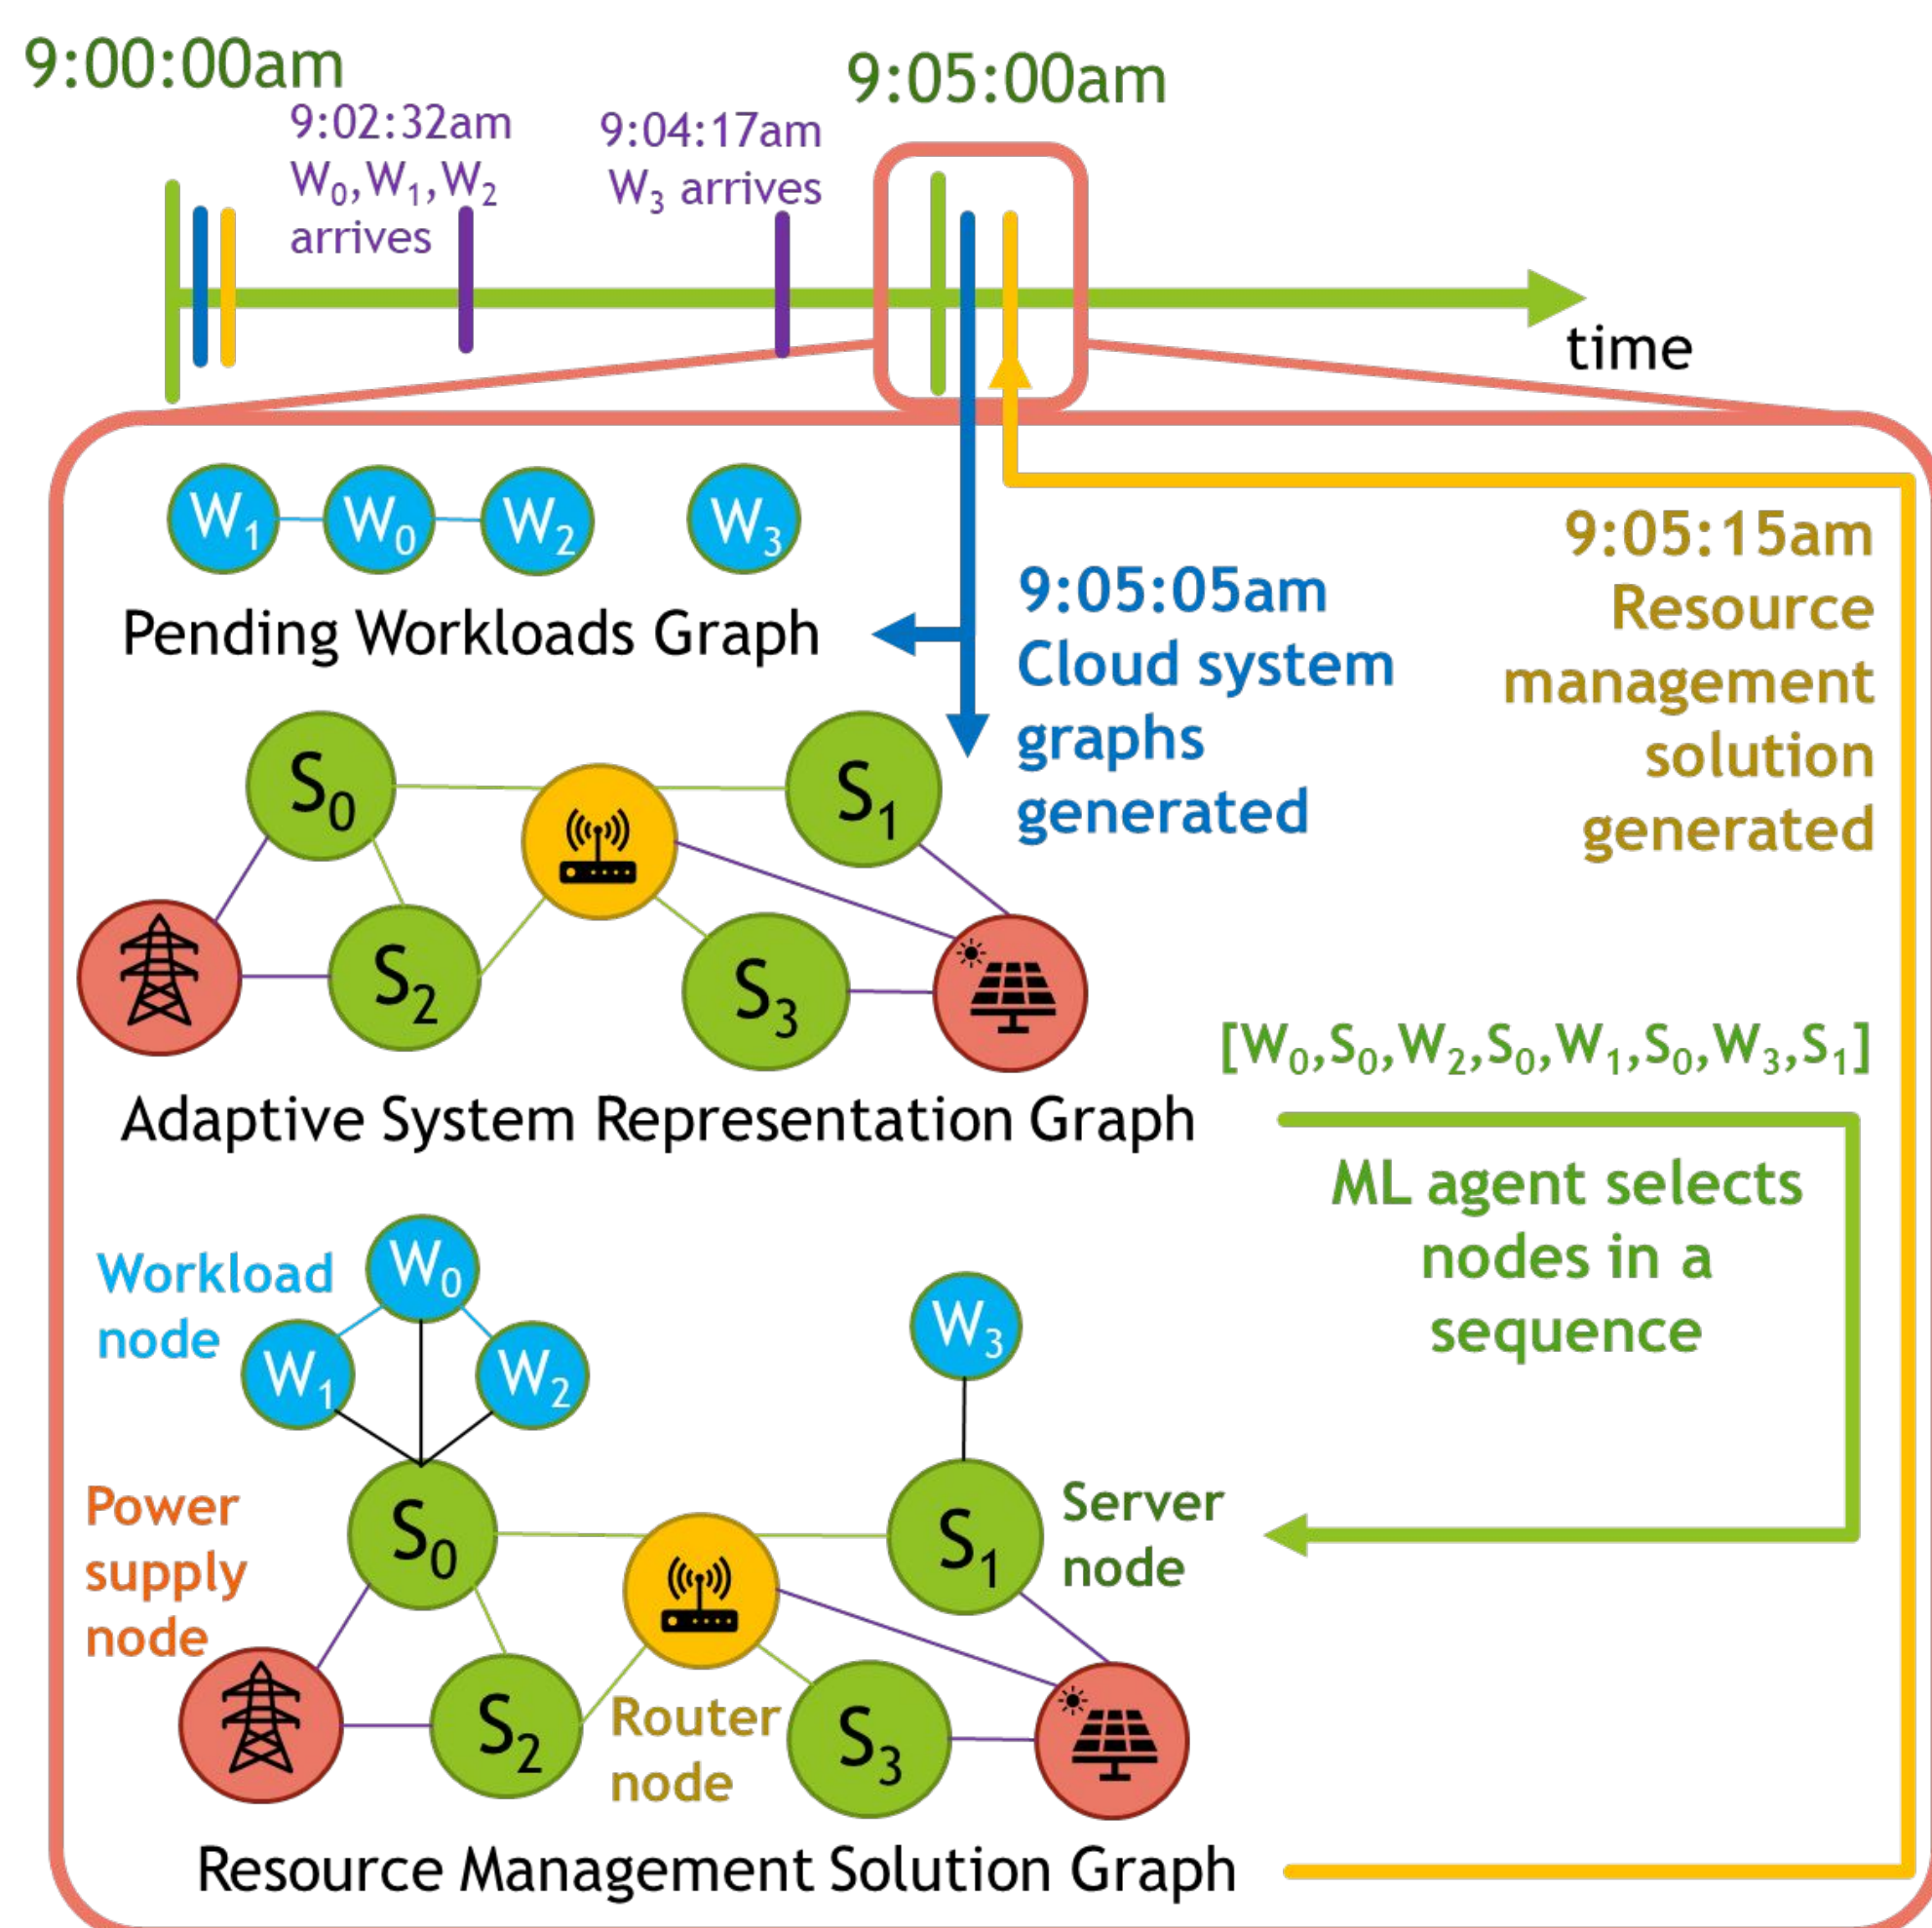 9:00:00am
9:02:32am
W₀,W₁,W₂
arrives
9:04:17am
W₃ arrives
9:05:00am
time
W₁
W₀
W₂
W₃
Pending Workloads Graph
9:05:05am
Cloud system
graphs
generated
9:05:15am
Resource
management
solution
generated
S₀
S₁
S₂
S₃
Adaptive System Representation Graph
[W₀,S₀,W₂,S₀,W₁,S₀,W₃,S₁]
ML agent selects
nodes in a
sequence
Workload
node
W₀
W₁
W₂
W₃
Power
supply
node
S₀
S₁
Server
node
S₂
Router
node
S₃
Resource Management Solution Graph